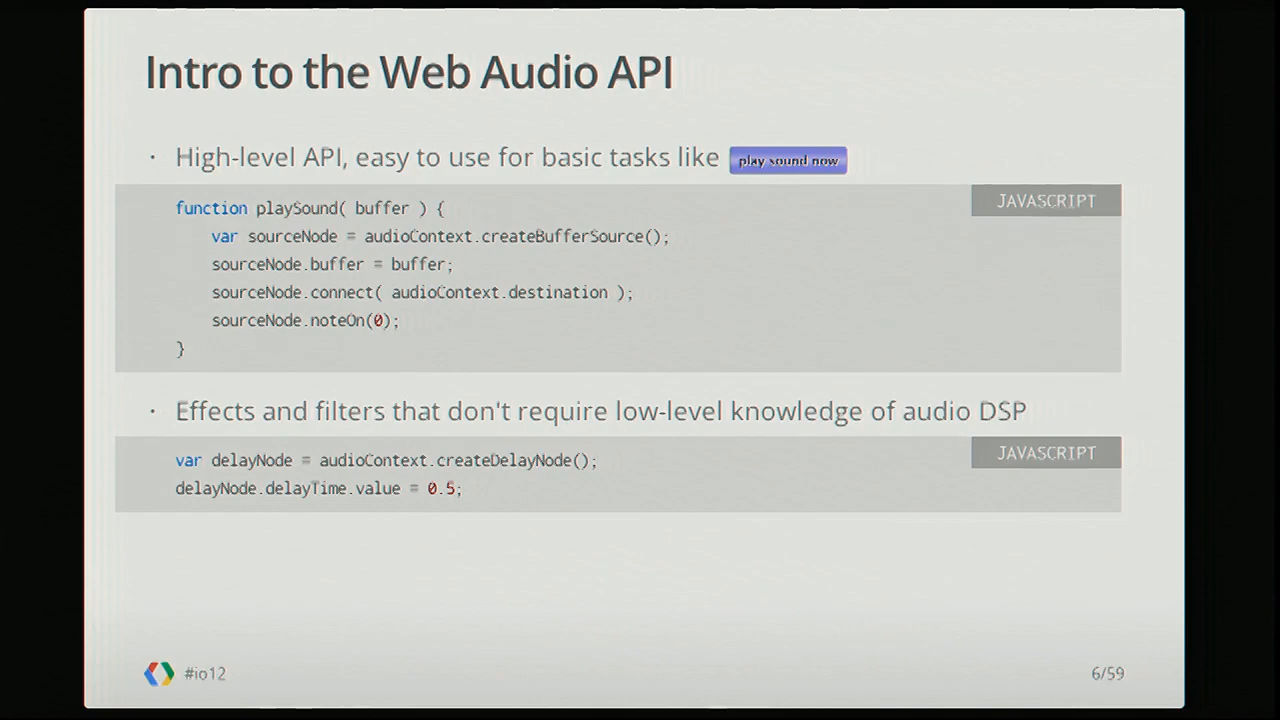 Intro to the Web Audio API
· High-level API, easy to use for basic tasks like play sound now
JAVASCRIPT
function playSound( buffer ) {
    var sourceNode = audioContext.createBufferSource();
    sourceNode.buffer = buffer;
    sourceNode.connect( audioContext.destination );
    sourceNode.noteOn(0);
}
· Effects and filters that don't require low-level knowledge of audio DSP
JAVASCRIPT
var delayNode = audioContext.createDelayNode();
delayNode.delayTime.value = 0.5;
#io12
6/59